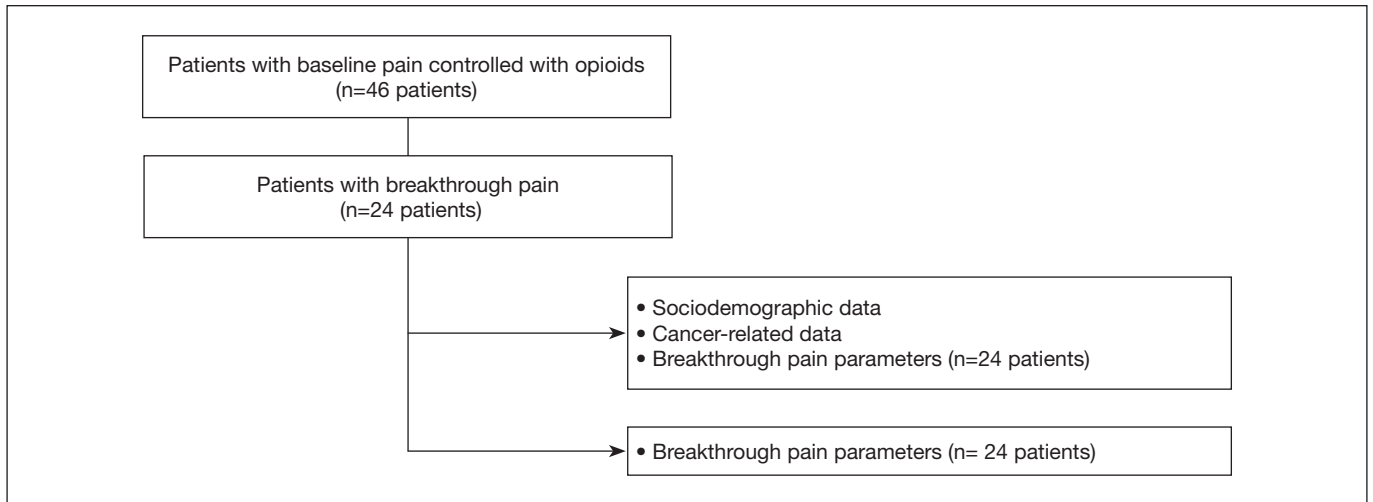 Patients with baseline pain controlled with opioids
(n=46 patients)
Patients with breakthrough pain
(n=24 patients)
• Sociodemographic data
• Cancer-related data
• Breakthrough pain parameters (n=24 patients)
• Breakthrough pain parameters (n= 24 patients)